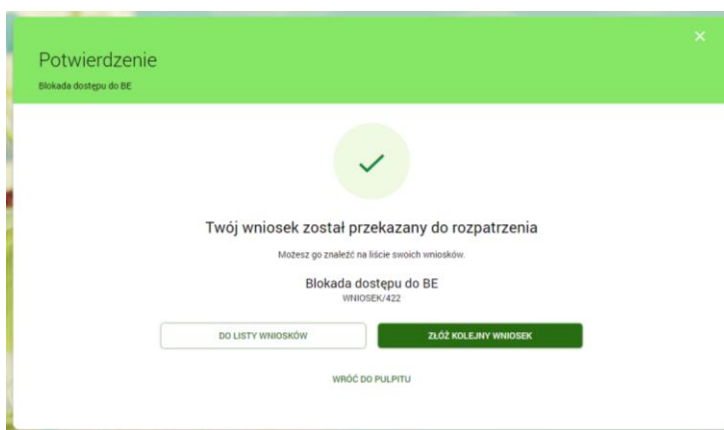 Potwierdzenie
Blokada dostępu do BE
Twój wniosek został przekazany do rozpatrzenia
Możesz go znaleźć na liście swoich wniosków.
Blokada dostępu do BE
WNIOSEK/422
DO LISTY WNIOSKÓW
ZŁÓŻ KOLEJNY WNIOSEK
WRÓĆ DO PULPITU